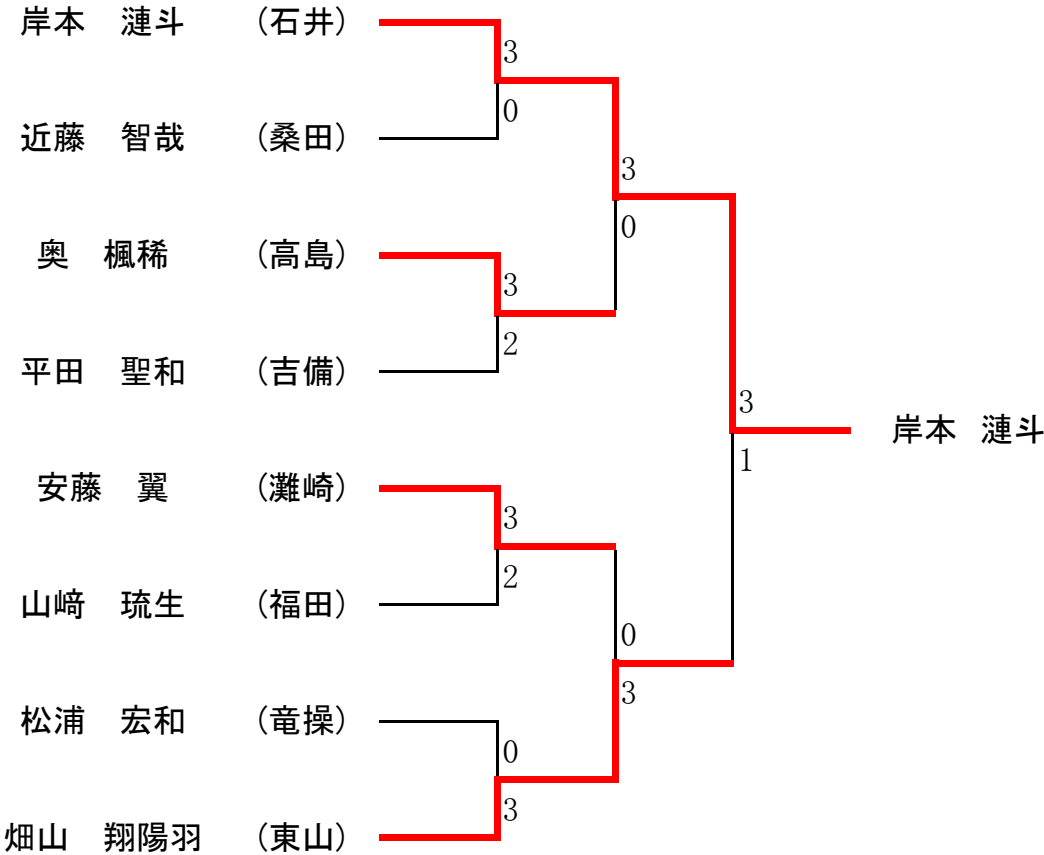 岸本　漣斗　（石井）
3
0
近藤　智哉　（桑田）
3
0
奥　楓稀　（高島）
3
2
平田　聖和　（吉備）
3
岸本　漣斗
1
安藤　翼　（灘崎）
3
2
山﨑　琉生　（福田）
0
3
松浦　宏和　（竜操）
0
3
畑山　翔陽羽　（東山）